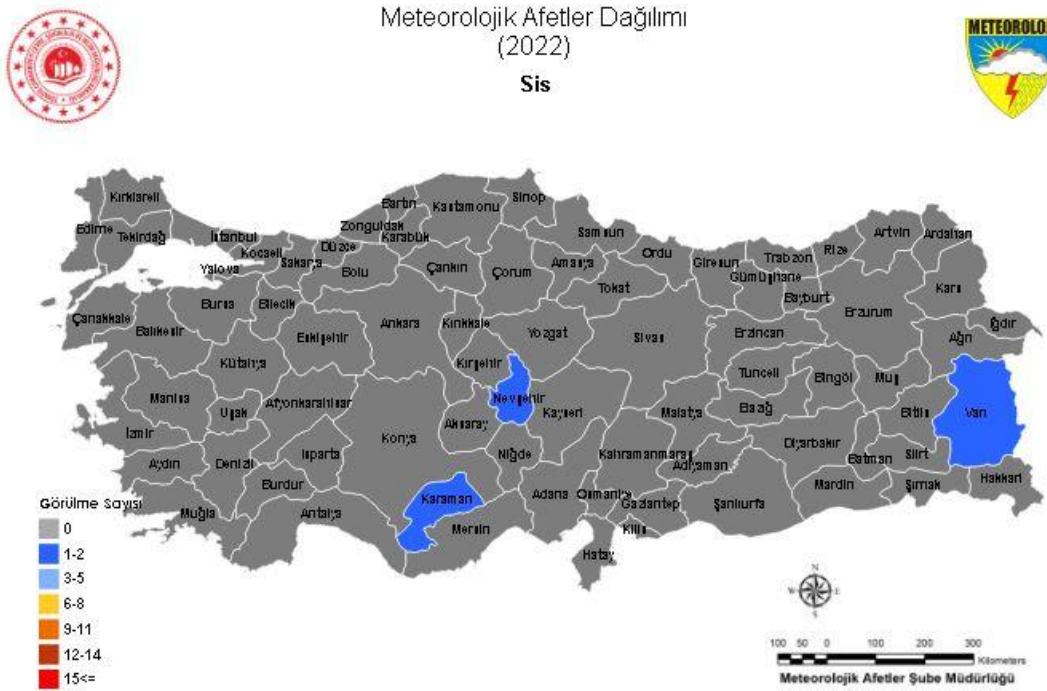 Meteorolojik Afetler Dağılımı
(2022)
Sis
METEOROLOJ
Kırklareli
Edirne
Tekirdağ
İstanbul
Kocaeli
Yalova
Sakarya
Düzce
Zonguldak
Bartın
Karabük
Kastamonu
Sinop
Samsun
Ordu
Giresun
Trabzon
Rize
Artvin
Ardahan
Gümüşhane
Bayburt
Kars
Iğdır
Ağrı
Erzurum
Erzincan
Bolu
Çankırı
Çorum
Amasya
Tokat
Çanakkale
Balıkesir
Bursa
Bilecik
Eskişehir
Ankara
Kırıkkale
Yozgat
Sivas
Kütahya
Kırşehir
Tunceli
Bingöl
Muş
Manisa
Uşak
Afyonkarahisar
Nevşehir
Kayseri
Malatya
Elazığ
Bitlis
Van
İzmir
Konya
Aksaray
Niğde
Kahramanmaraş
Adıyaman
Diyarbakır
Batman
Siirt
Aydın
Denizli
Isparta
Burdur
Muğla
Antalya
Karaman
Mersin
Adana
Osmaniye
Gaziantep
Kilis
Hatay
Şanlıurfa
Mardin
Şırnak
Hakkari
Görülme Sayısı
0
1-2
3-5
6-8
9-11
12-14
15<=
N
W E
S
100 50 0 100 200 300
Kilometers
Meteorolojik Afetler Şube Müdürlüğü